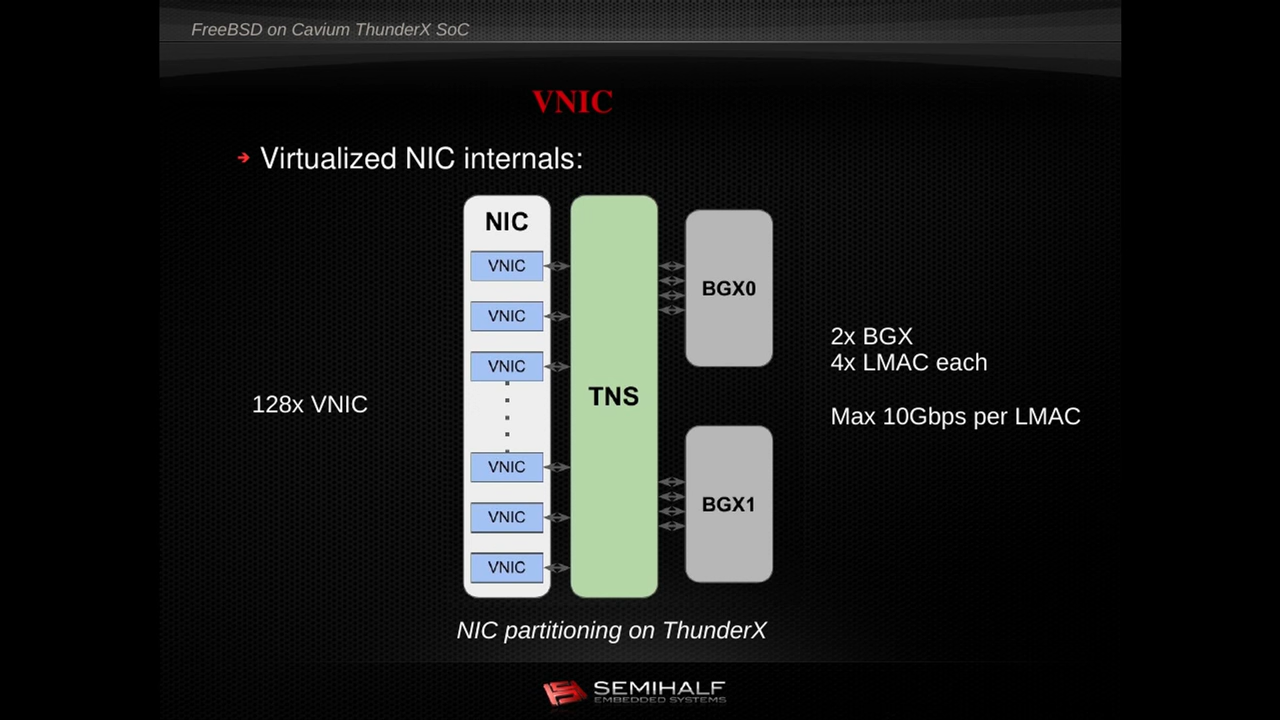 FreeBSD on Cavium ThunderX SoC
VNIC
Virtualized NIC internals:
NIC
VNIC
VNIC
VNIC
VNIC
VNIC
VNIC
TNS
BGX0
BGX1
128x VNIC
2x BGX
4x LMAC each
Max 10Gbps per LMAC
NIC partitioning on ThunderX
SEMIHALF
EMBEDDED SYSTEMS